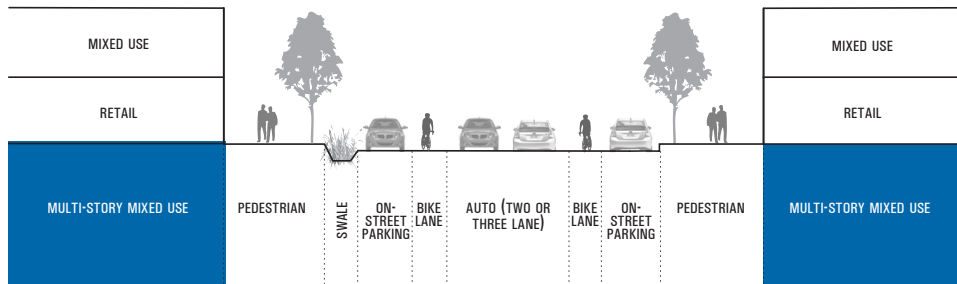 MIXED USE
MIXED USE
RETAIL
RETAIL
MULTI-STORY MIXED USE
PEDESTRIAN
SWALE
ON-
STREET
PARKING
BIKE
LANE
AUTO (TWO OR
THREE LANE)
BIKE
LANE
ON-
STREET
PARKING
PEDESTRIAN
MULTI-STORY MIXED USE